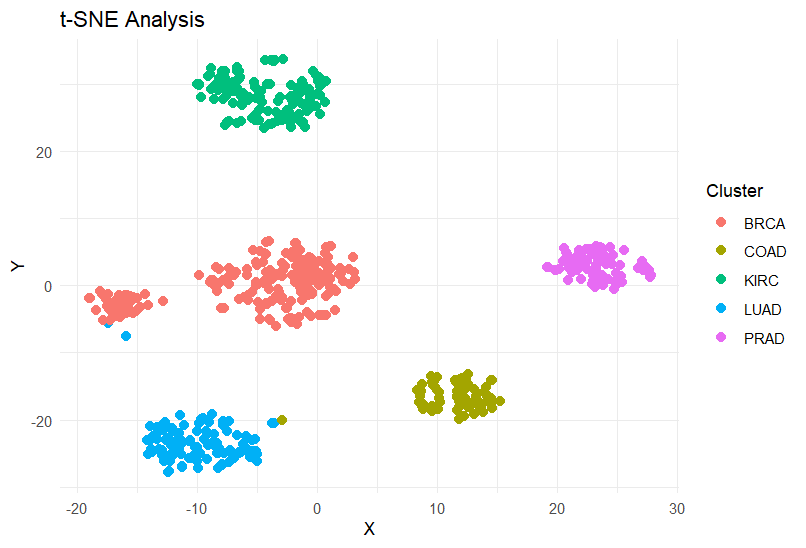 t-SNE Analysis
Y
20
0
-20
-20 -10 0 10 20 30
X
Cluster
BRCA
COAD
KIRC
LUAD
PRAD